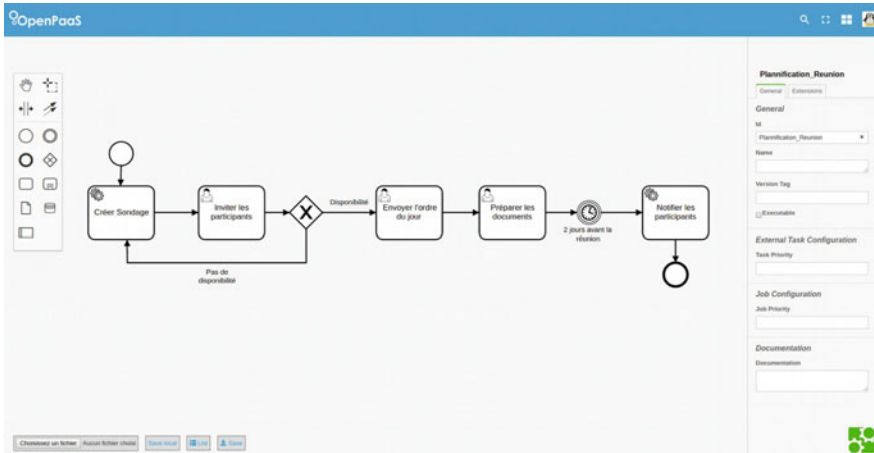 OpenPaaS
Plannification_Reunion
General
Extensions
General
Id
Plannification_Reunion
Name
Version Tag
Executable
External Task Configuration
Task Priority
Job Configuration
Job Priority
Documentation
Documentation
Créer Sondage
Inviter les
participants
Disponibilité
Envoyer l'ordre
du jour
Préparer les
documents
2 jours avant la
réunion
Notifier les
participants
Pas de
disponibilité
Choisissez un fichier
Aucun fichier choisi
Save local
List
Save